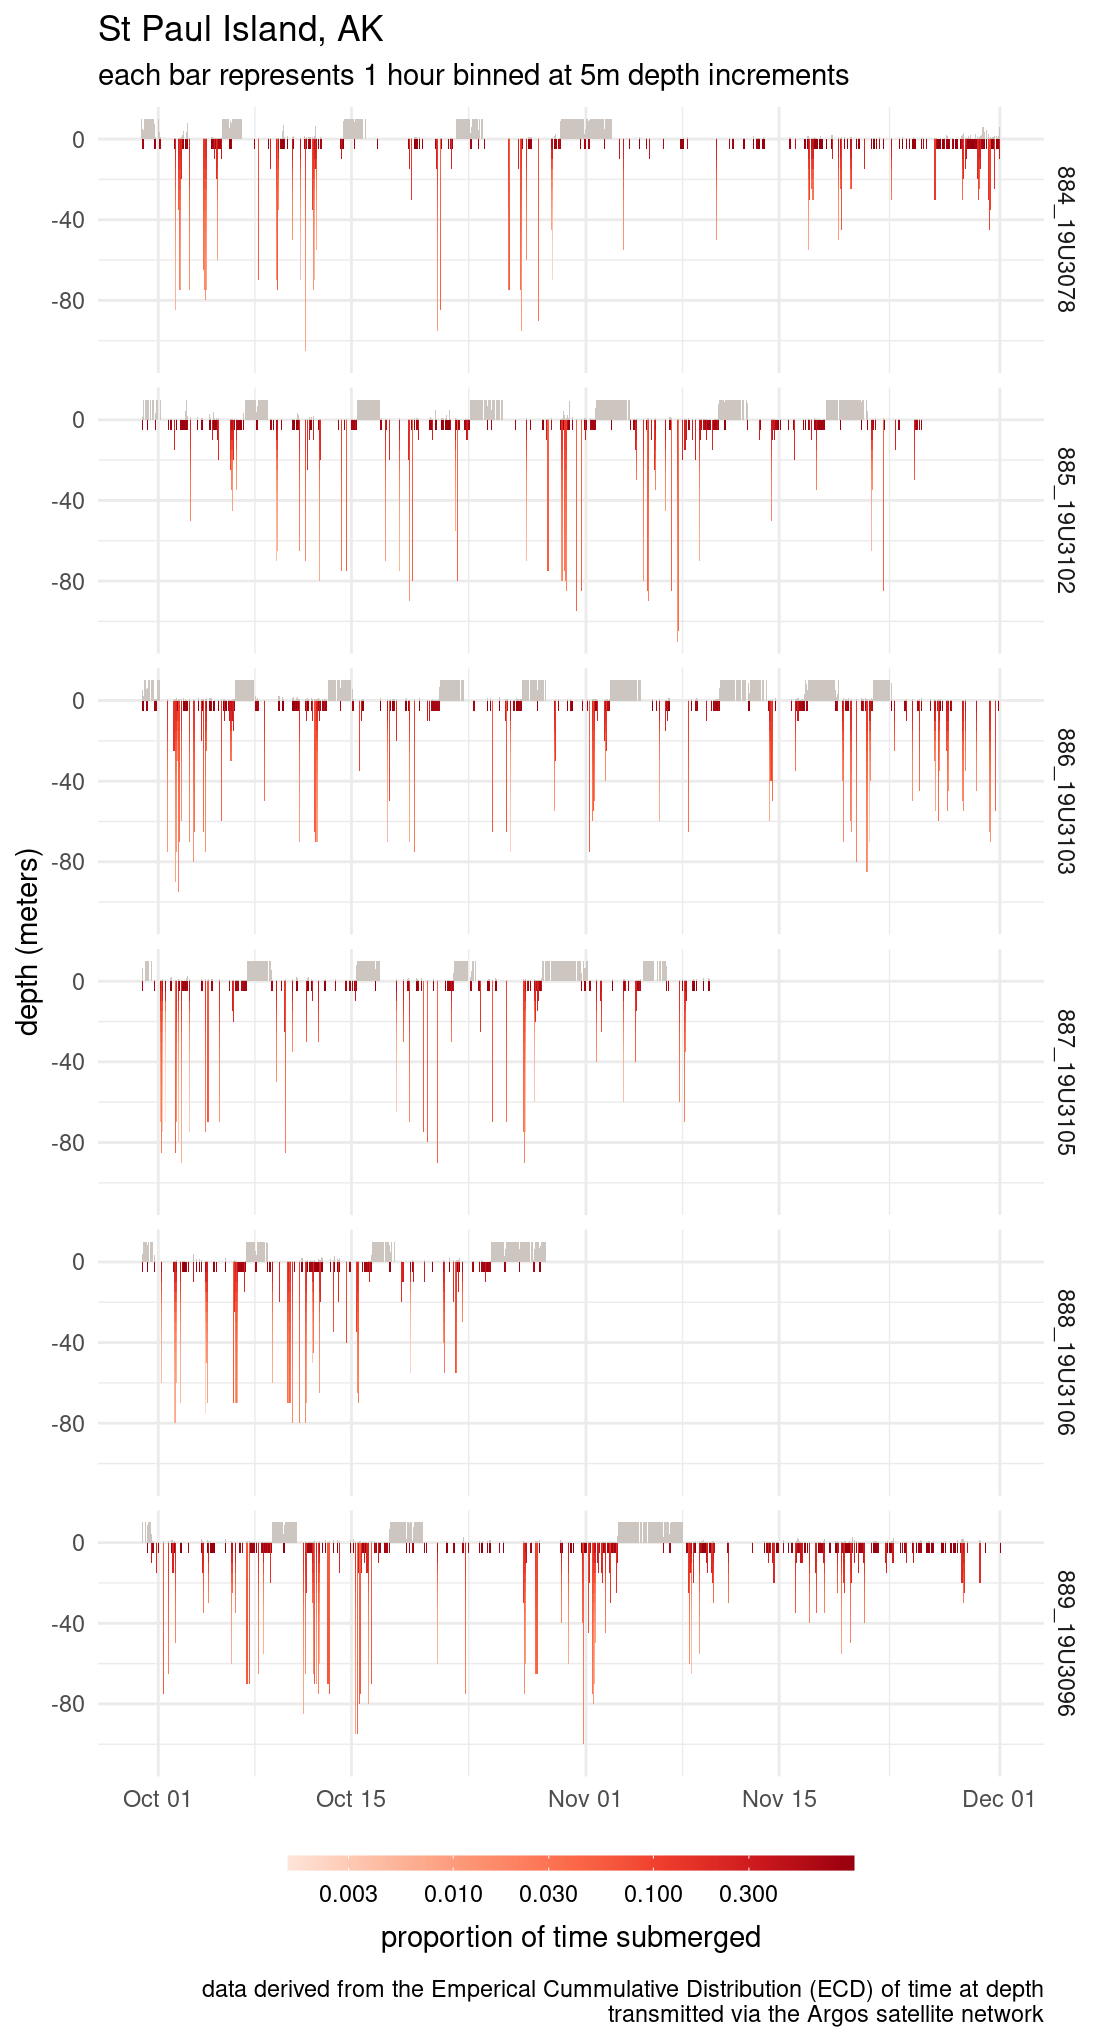 St Paul Island, AK
each bar represents 1 hour binned at 5m depth increments
0
-40
-80
884_19U3078
0
-40
-80
885_19U3102
0
-40
-80
886_19U3103
depth (meters)
0
-40
-80
887_19U3105
0
-40
-80
888_19U3106
0
-40
-80
889_19U3096
Oct 01 Oct 15 Nov 01 Nov 15 Dec 01
0.003 0.010 0.030 0.100 0.300
proportion of time submerged
data derived from the Emperical Cummulative Distribution (ECD) of time at depth
transmitted via the Argos satellite network